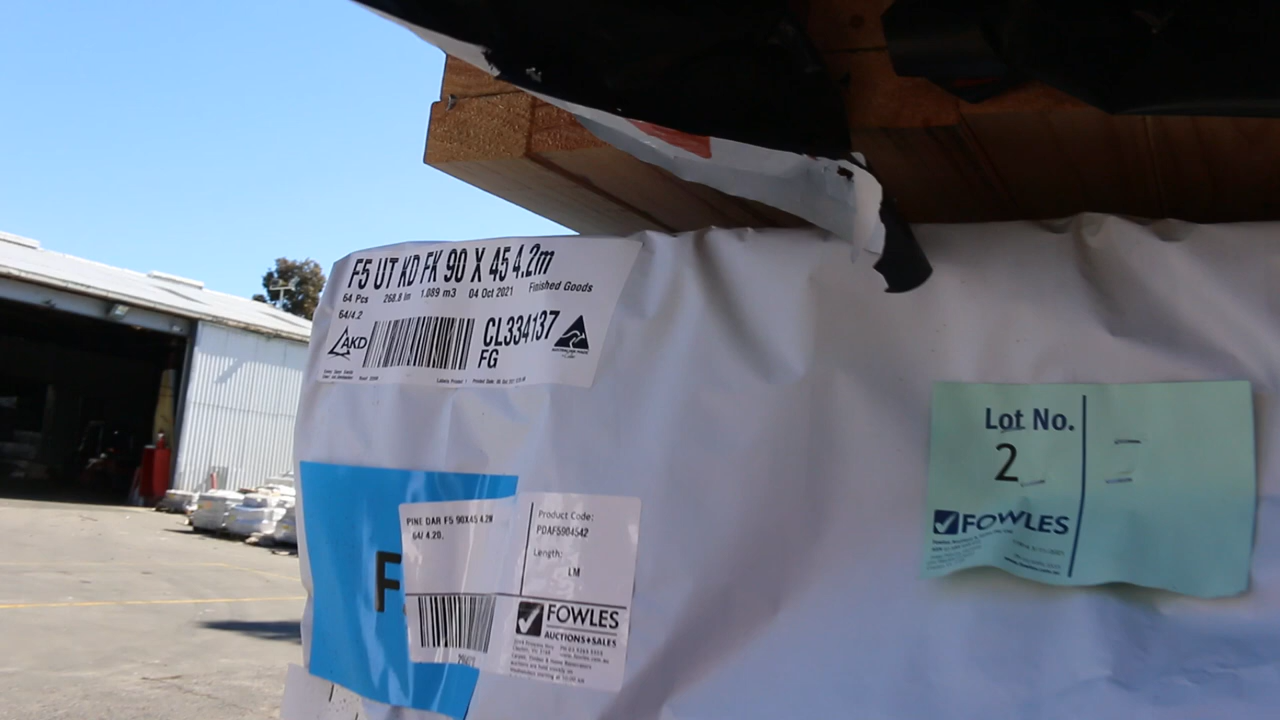 F5 UT KD FK 90 X 45 4.2m
64 Pcs 268.8 lm 1.089 m3 04 Oct 2021 Finished Goods
64/4.2
AKD
CL334137
FG
Lot No.
2
FOWLES
F
PINE DAR F5 90X45 4.2M
64/ 4.20.
Product Code:
PDAF5904542
Length:
LM
FOWLES
AUCTIONS+SALES